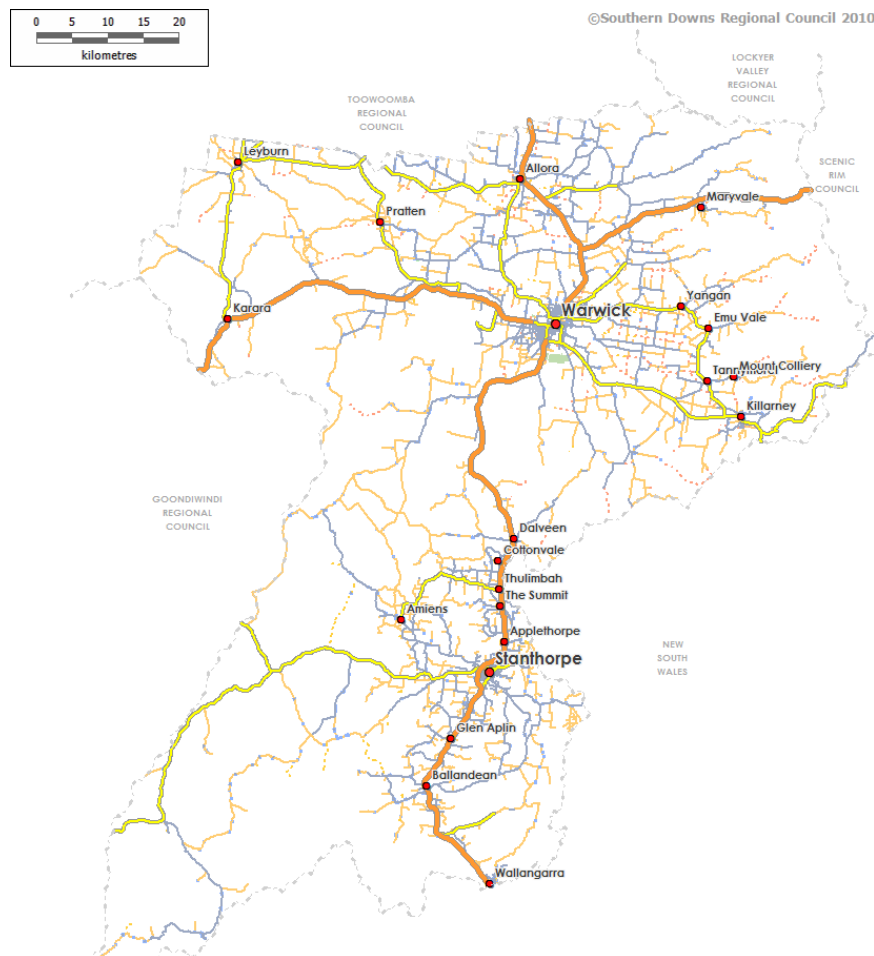 0 5 10 15 20
kilometres
©Southern Downs Regional Council 2010
LOCKYER
VALLEY
REGIONAL
COUNCIL
TOOWOOMBA
REGIONAL
COUNCIL
Leyburn
Allora
SCENIC
RIM
COUNCIL
Maryvale
Pratten
Yangan
Karara
Warwick
Emu Vale
Mount Colliery
Tannymorel
Killarney
GOONDIWINDI
REGIONAL
COUNCIL
Dalveen
Cottonvale
Thulimbah
The Summit
Amiens
Applethorpe
NEW
SOUTH
WALES
Stanthorpe
Glen Aplin
Ballandean
Wallangarra